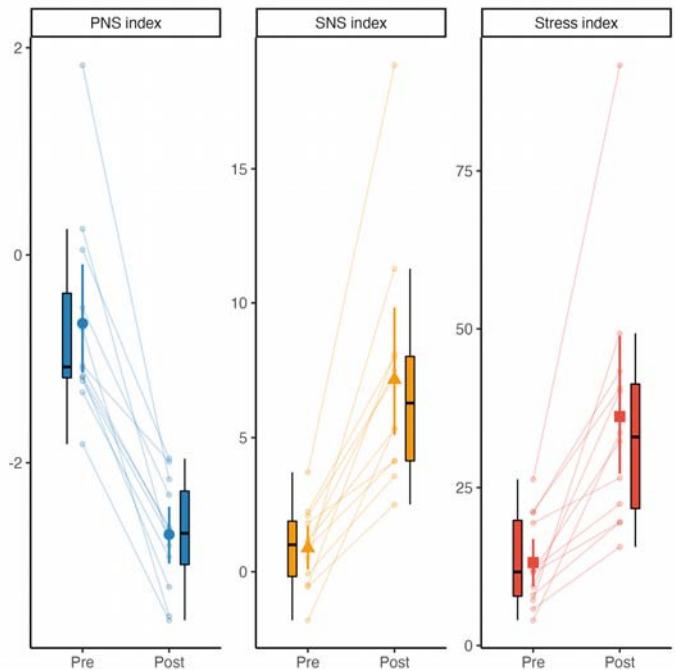 PNS index
SNS index
Stress index
2
0
-2
15
10
5
0
75
50
25
0
Pre
Post
Pre
Post
Pre
Post